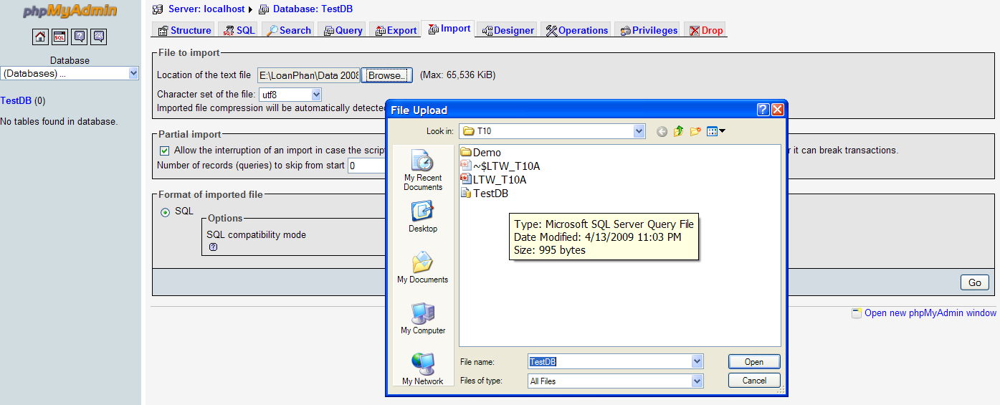 phpMyAdmin
SQL
Database
(Databases) ...
TestDB (0)
No tables found in database.
Server: localhost Database: TestDB
Structure SQL Search Query Export Import Designer Operations Privileges Drop
File to import
Location of the text file E:\LoanPhan\Data 2008 Browse... (Max: 65,536 KiB)
Character set of the file: utf8
Imported file compression will be automatically detected
Partial import
Allow the interruption of an import in case the script
r it can break transactions.
Number of records (queries) to skip from start 0
Format of imported file
SQL
Options
SQL compatibility mode
Go
Open new phpMyAdmin window
File Upload
Look in: T10
My Recent Documents
Desktop
My Documents
My Computer
My Network
Demo
~$LTW_T10A
LTW_T10A
TestDB
Type: Microsoft SQL Server Query File
Date Modified: 4/13/2009 11:03 PM
Size: 995 bytes
File name: TestDB Open
Files of type: All Files Cancel